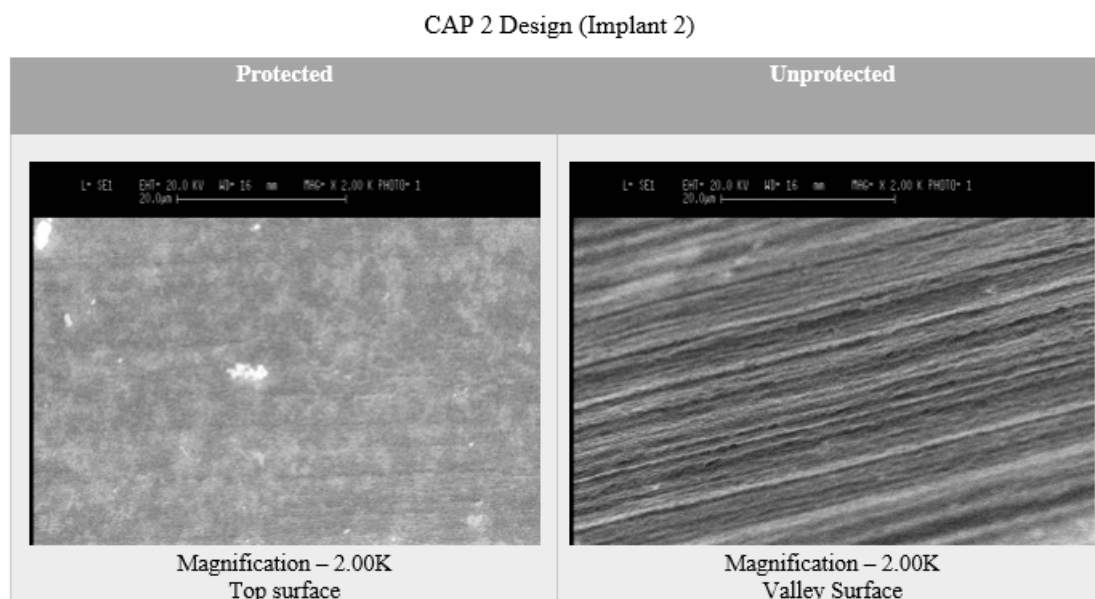 CAP 2 Design (Implant 2)
Protected
Unprotected
L= SE1 EHT= 20.0 KV WD= 16 mm MAG= X 2.00 K PHOTO= 1
20.0µm
L= SE1 EHT= 20.0 KV WD= 16 mm MAG= X 2.00 K PHOTO= 1
20.0µm
Magnification – 2.00K
Top surface
Magnification – 2.00K
Valley Surface